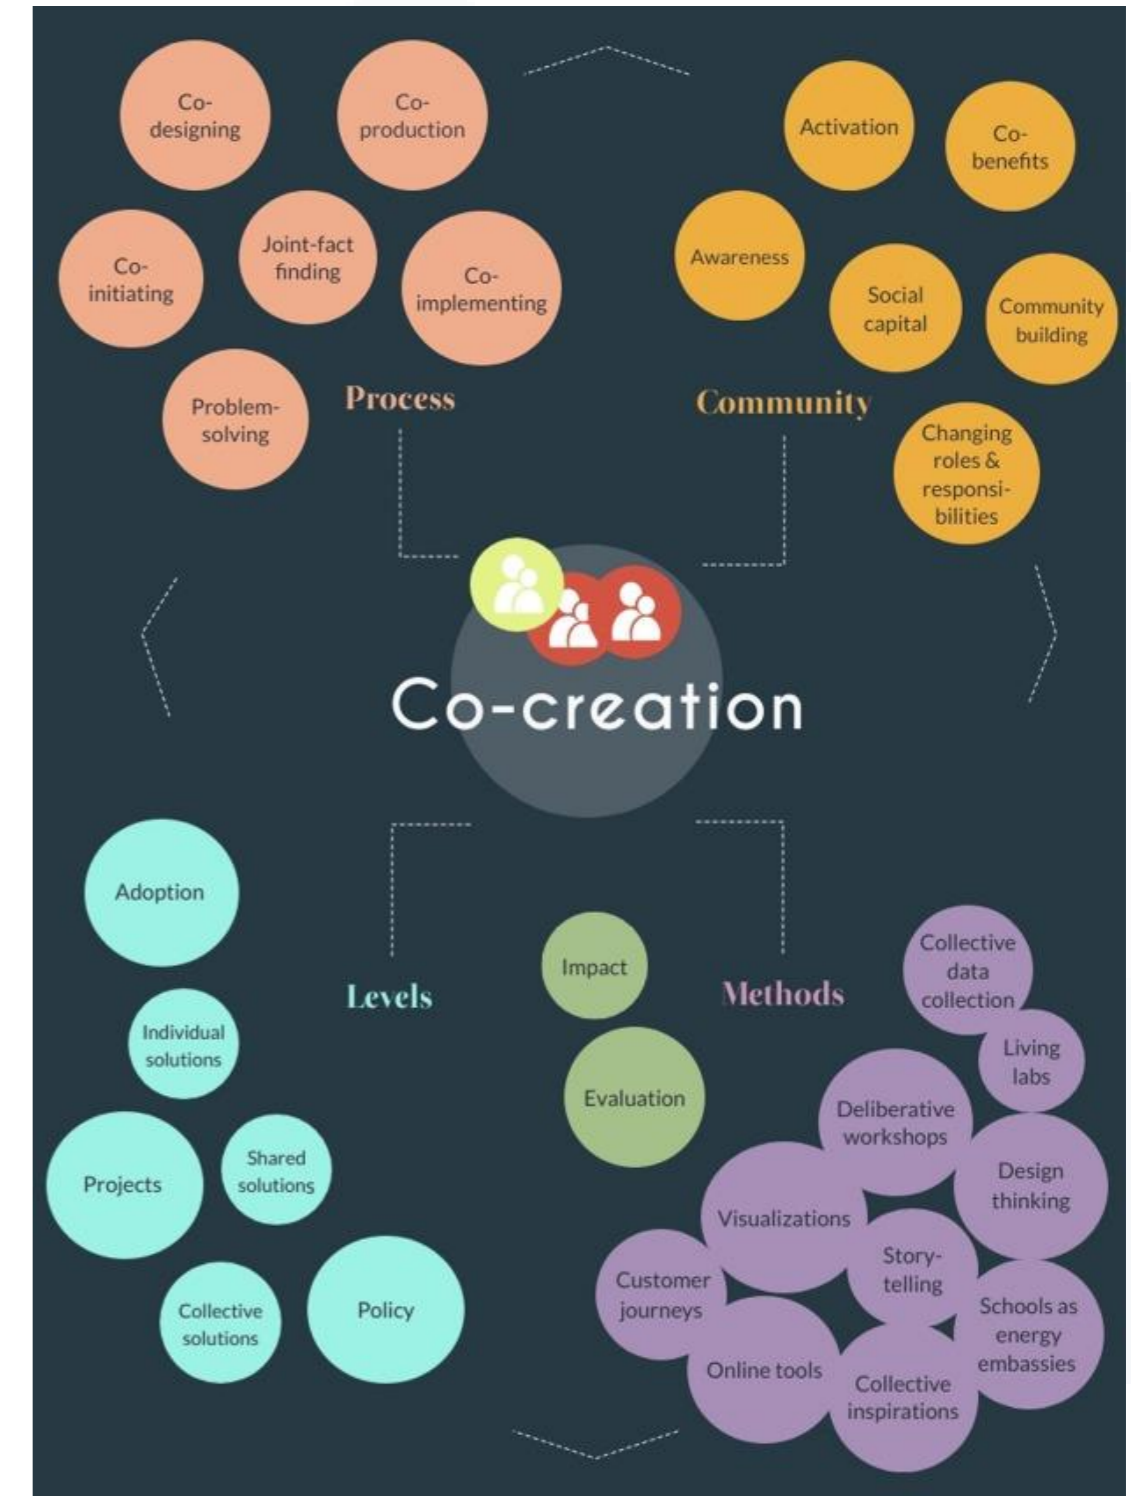 Co-
designing
Co-
production
Co-
initiating
Joint-fact
finding
Co-
implementing
Problem-
solving
Process
Activation
Co-
benefits
Awareness
Social
capital
Community
building
Changing
roles &
responsi-
bilities
Community
Co-creation
Adoption
Individual
solutions
Projects
Shared
solutions
Collective
solutions
Policy
Levels
Impact
Evaluation
Methods
Collective
data
collection
Living
labs
Deliberative
workshops
Design
thinking
Visualizations
Story-
telling
Customer
journeys
Schools as
energy
embassies
Online tools
Collective
inspirations